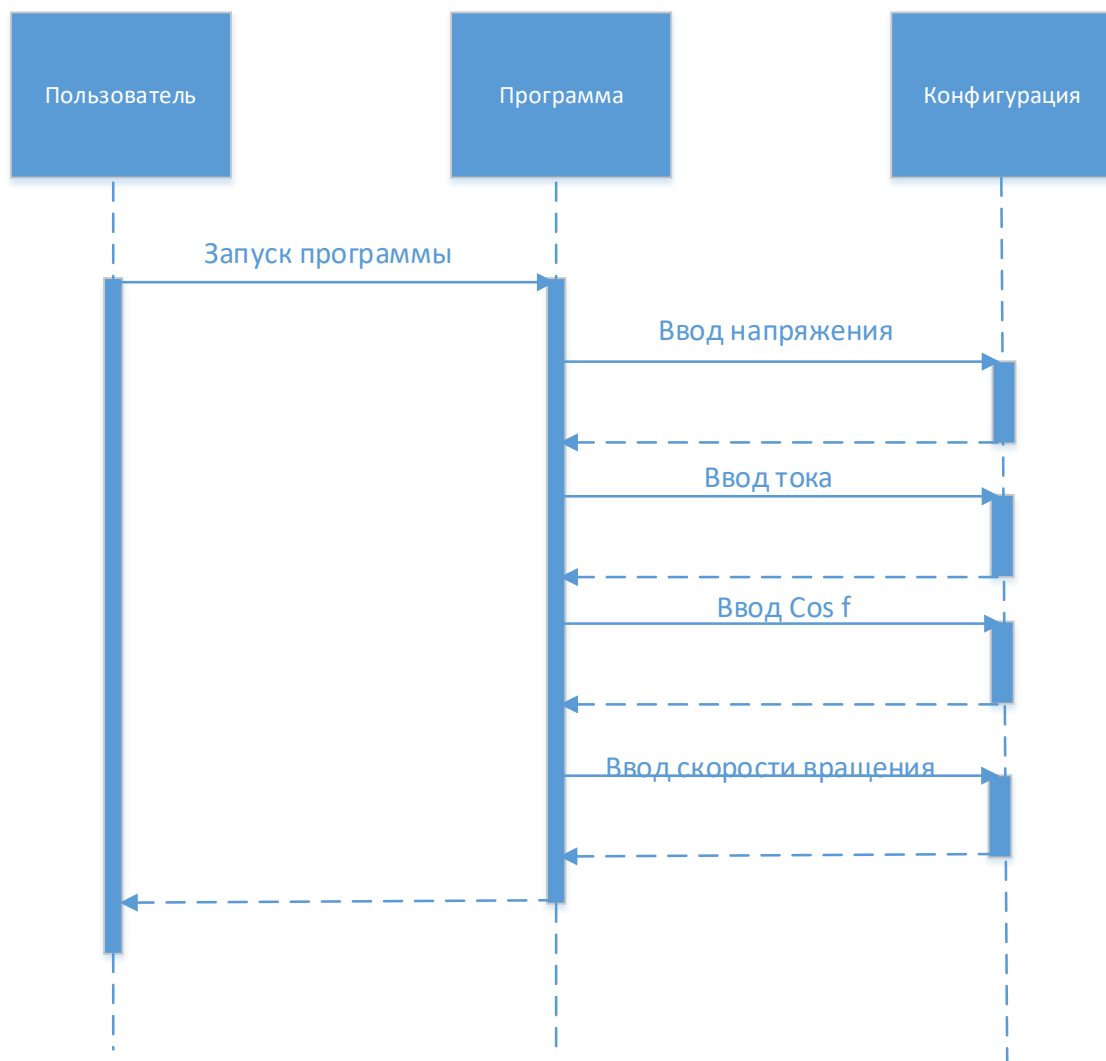 Пользователь
Программа
Конфигурация
Запуск программы
Ввод напряжения
Ввод тока
Ввод Cos f
Ввод скорости вращения